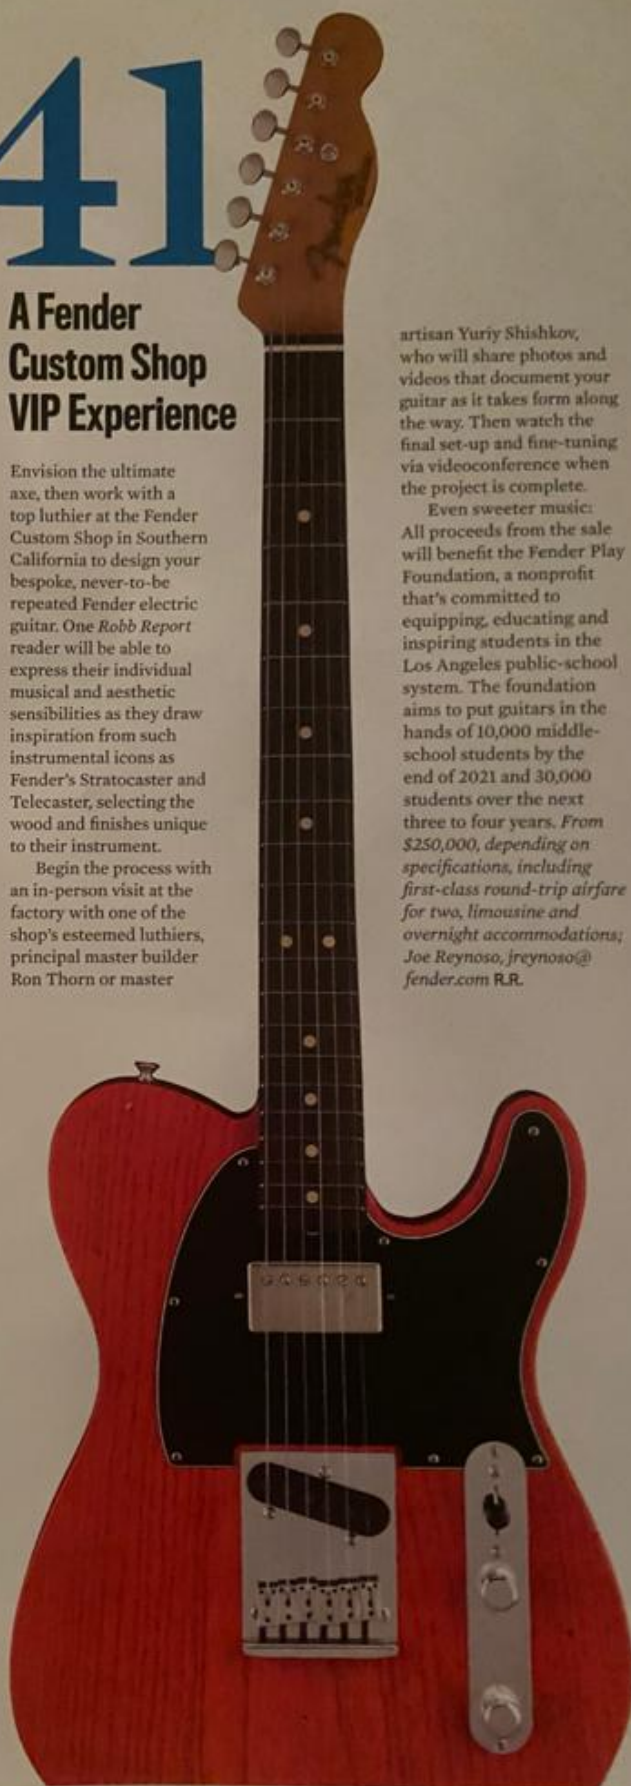 41
A Fender
Custom Shop
VIP Experience
Envision the ultimate
axe, then work with a
top luthier at the Fender
Custom Shop in Southern
California to design your
bespoke, never-to-be
repeated Fender electric
guitar. One Robb Report
reader will be able to
express their individual
musical and aesthetic
sensibilities as they draw
inspiration from such
instrumental icons as
Fender's Stratocaster and
Telecaster, selecting the
wood and finishes unique
to their instrument.
Begin the process with
an in-person visit at the
factory with one of the
shop's esteemed luthiers,
principal master builder
Ron Thorn or master
artisan Yuriy Shishkov,
who will share photos and
videos that document your
guitar as it takes form along
the way. Then watch the
final set-up and fine-tuning
via videoconference when
the project is complete.
Even sweeter music:
All proceeds from the sale
will benefit the Fender Play
Foundation, a nonprofit
that's committed to
equipping, educating and
inspiring students in the
Los Angeles public-school
system. The foundation
aims to put guitars in the
hands of 10,000 middle-
school students by the
end of 2021 and 30,000
students over the next
three to four years. From
$250,000, depending on
specifications, including
first-class round-trip airfare
for two, limousine and
overnight accommodations;
Joe Reynoso, jreynoso@
fender.com R.R.
Fender